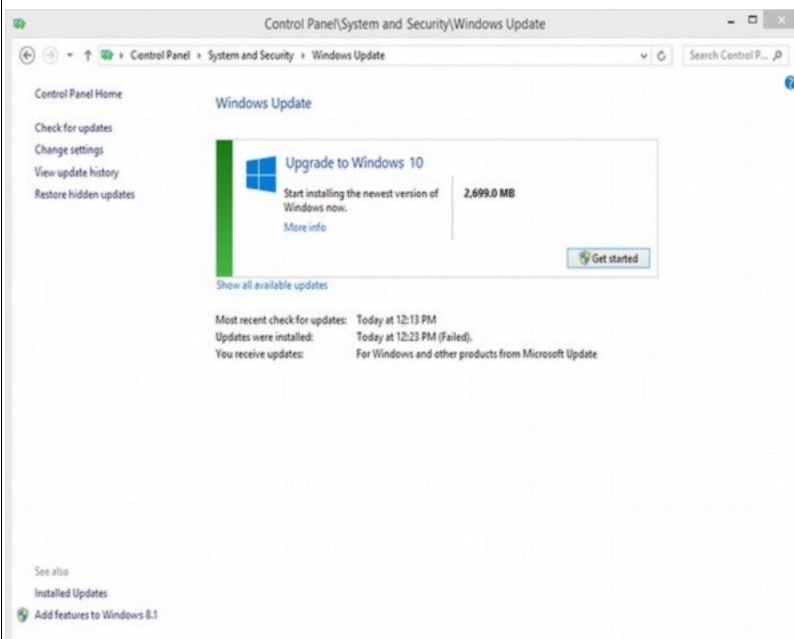 Control Panel\System and Security\Windows Update
Control Panel System and Security Windows Update
Search Control P...
Control Panel Home
Check for updates
Change settings
View update history
Restore hidden updates
Windows Update
Upgrade to Windows 10
Start installing the newest version of
Windows now.
More info
2,699.0 MB
Get started
Show all available updates
Most recent check for updates: Today at 12:13 PM
Updates were installed: Today at 12:23 PM (Failed).
You receive updates: For Windows and other products from Microsoft Update
See also
Installed Updates
Add features to Windows 8.1